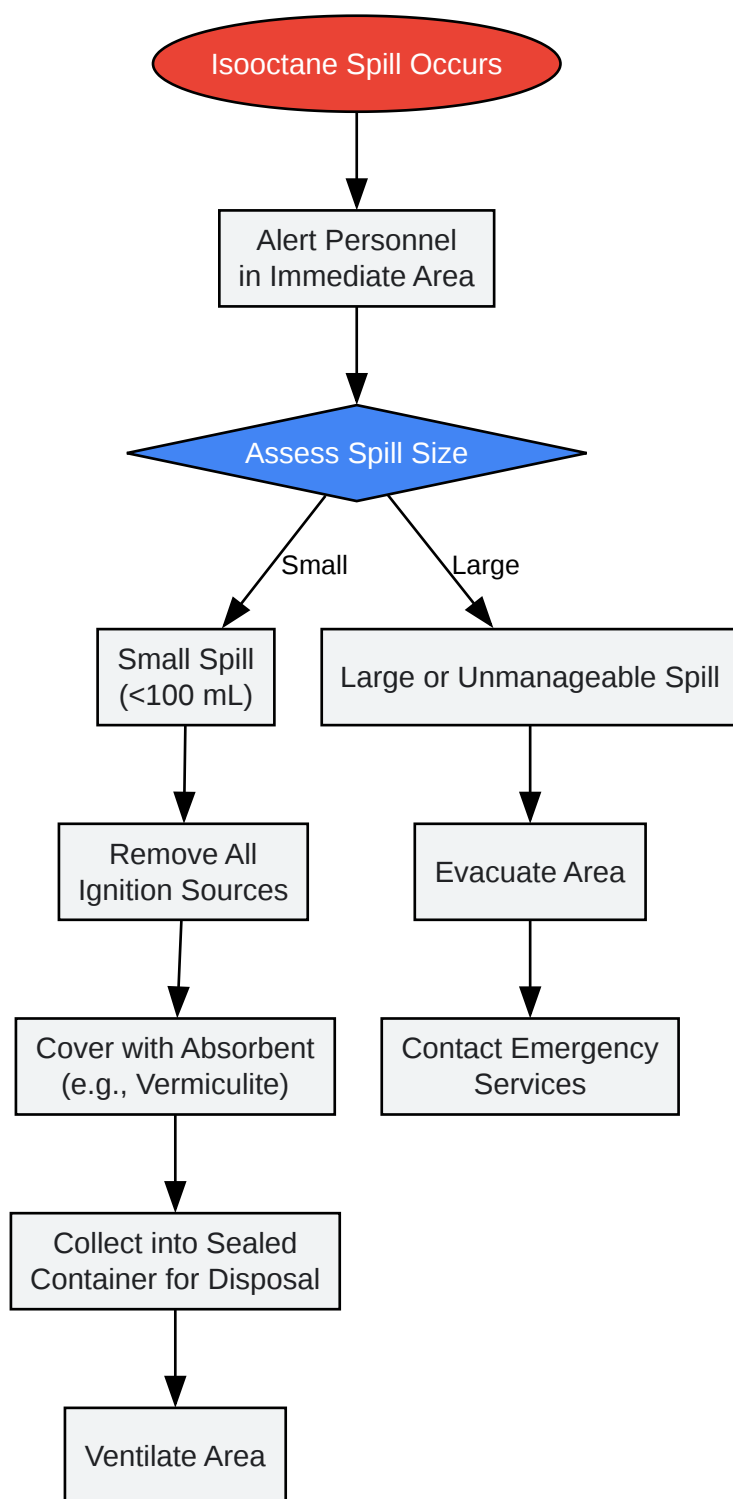 Isooctane Spill Occurs
Alert Personnel
in Immediate Area
Assess Spill Size
Small
Large
Small Spill
(<100 mL)
Large or Unmanageable Spill
Remove All
Ignition Sources
Evacuate Area
Cover with Absorbent
(e.g., Vermiculite)
Contact Emergency
Services
Collect into Sealed
Container for Disposal
Ventilate Area